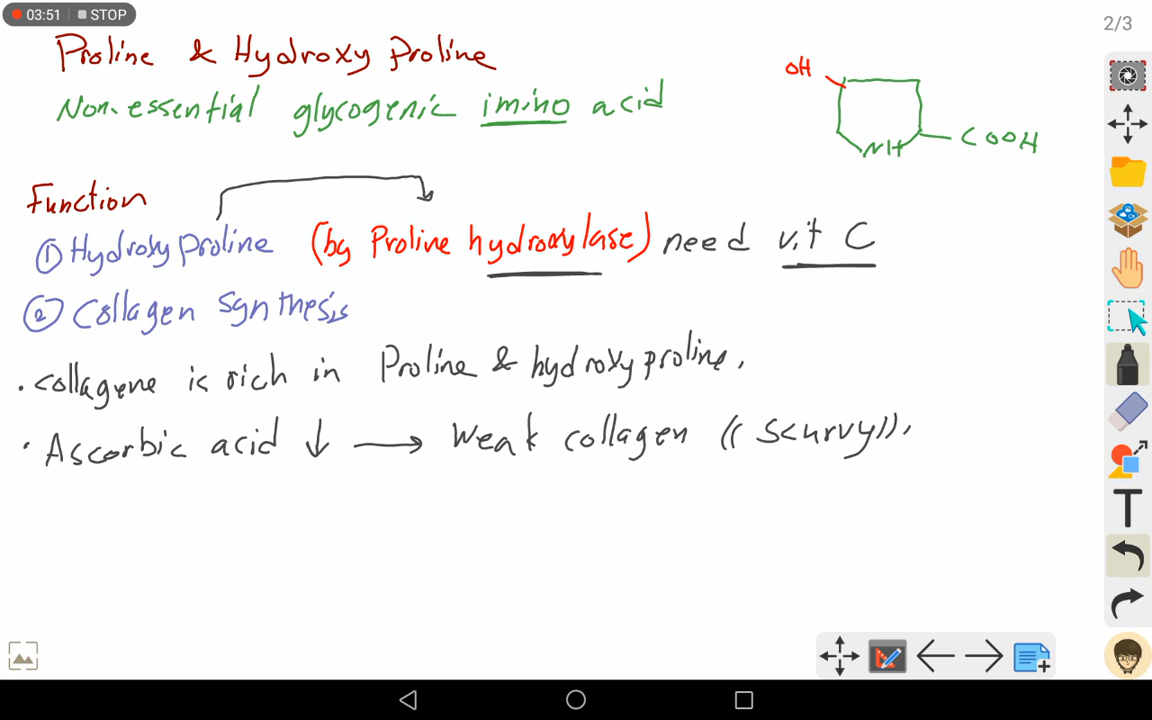 03:51 STOP
2/3
Proline & Hydroxy Proline
OH
Non-essential glycogenic imino acid
NH
COOH
Function
① Hydroxy Proline (by Proline hydroxylase) need vit C
② Collagen Synthesis
. Collagene is rich in Proline & hydroxy proline.
. Ascorbic acid ↓ → Weak collagen (( Scurvy )).
T